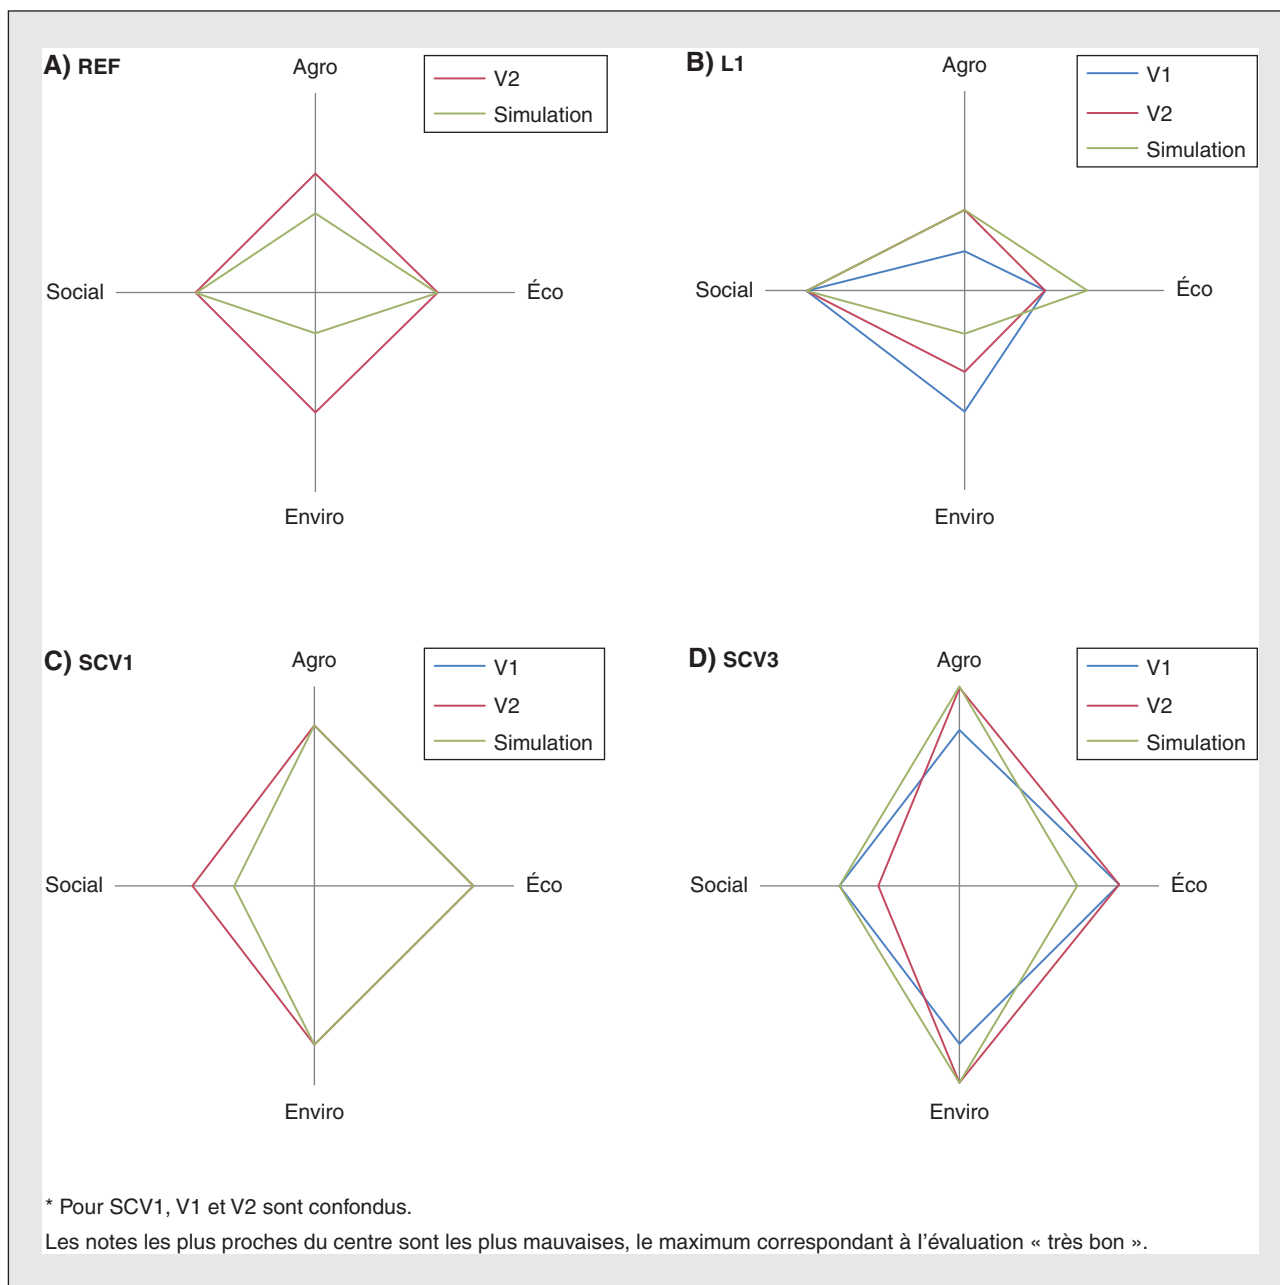 A) REF
Agro
V2
Simulation
Social
Éco
Enviro
B) L1
Agro
V1
V2
Simulation
Social
Éco
Enviro
C) SCV1
Agro
V1
V2
Simulation
Social
Éco
Enviro
D) SCV3
Agro
V1
V2
Simulation
Social
Éco
Enviro
* Pour SCV1, V1 et V2 sont confondus.
Les notes les plus proches du centre sont les plus mauvaises, le maximum correspondant à l’évaluation « très bon ».